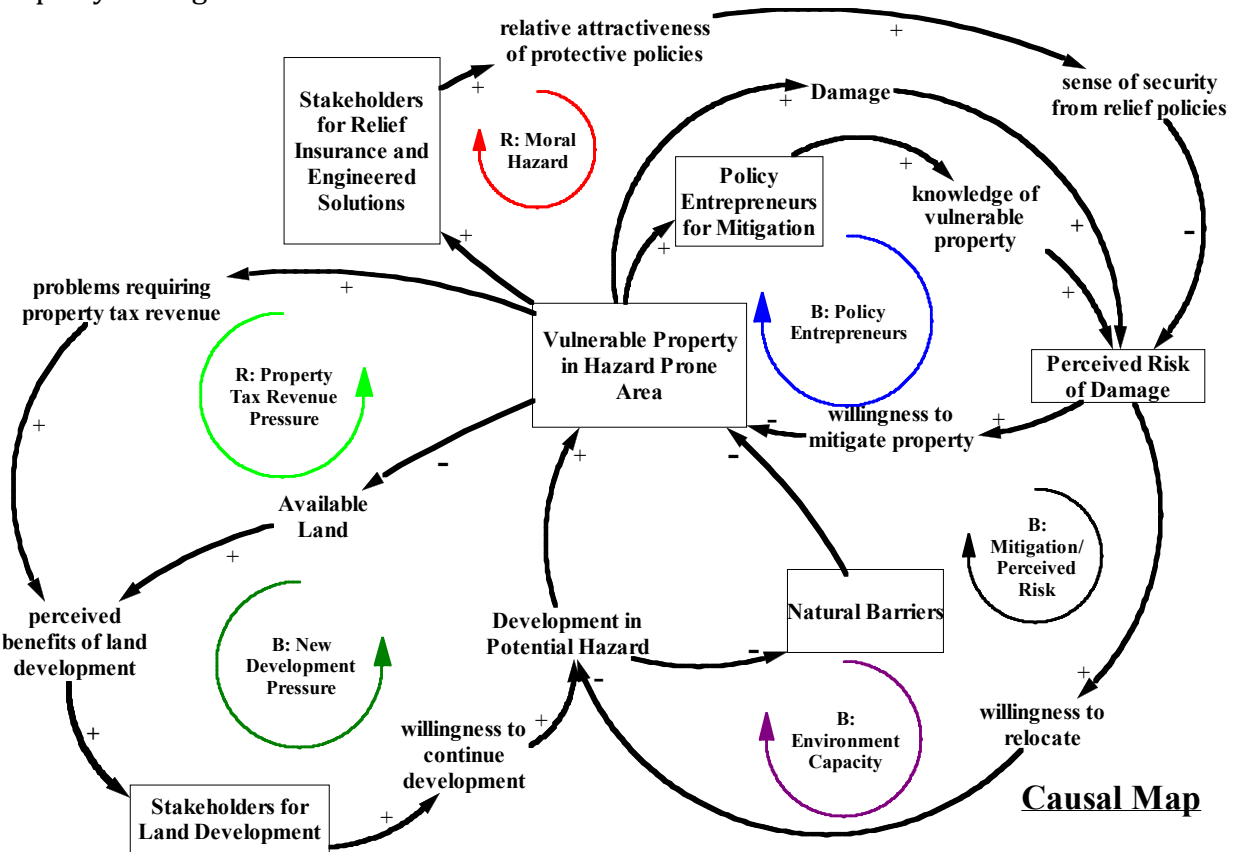 relative attractiveness
of protective policies
+
+
sense of security
from relief policies
-
Stakeholders
for Relief
Insurance and
Engineered
Solutions
R: Moral
Hazard
+
Damage
+
Policy
Entrepreneurs
for Mitigation
+
knowledge of
vulnerable
property
+
+
+
problems requiring
property tax revenue
+
+
R: Property
Tax Revenue
Pressure
Vulnerable Property
in Hazard Prone
Area
B: Policy
Entrepreneurs
Perceived Risk
of Damage
willingness to
mitigate property
+
-
-
-
+
Available
Land
+
B:
Mitigation/
Perceived
Risk
perceived
benefits of land
development
+
B: New
Development
Pressure
Development in
Potential Hazard
-
-
Natural Barriers
+
willingness to
relocate
willingness to
continue
development
+
B:
Environment
Capacity
Stakeholders for
Land Development
+
Causal Map